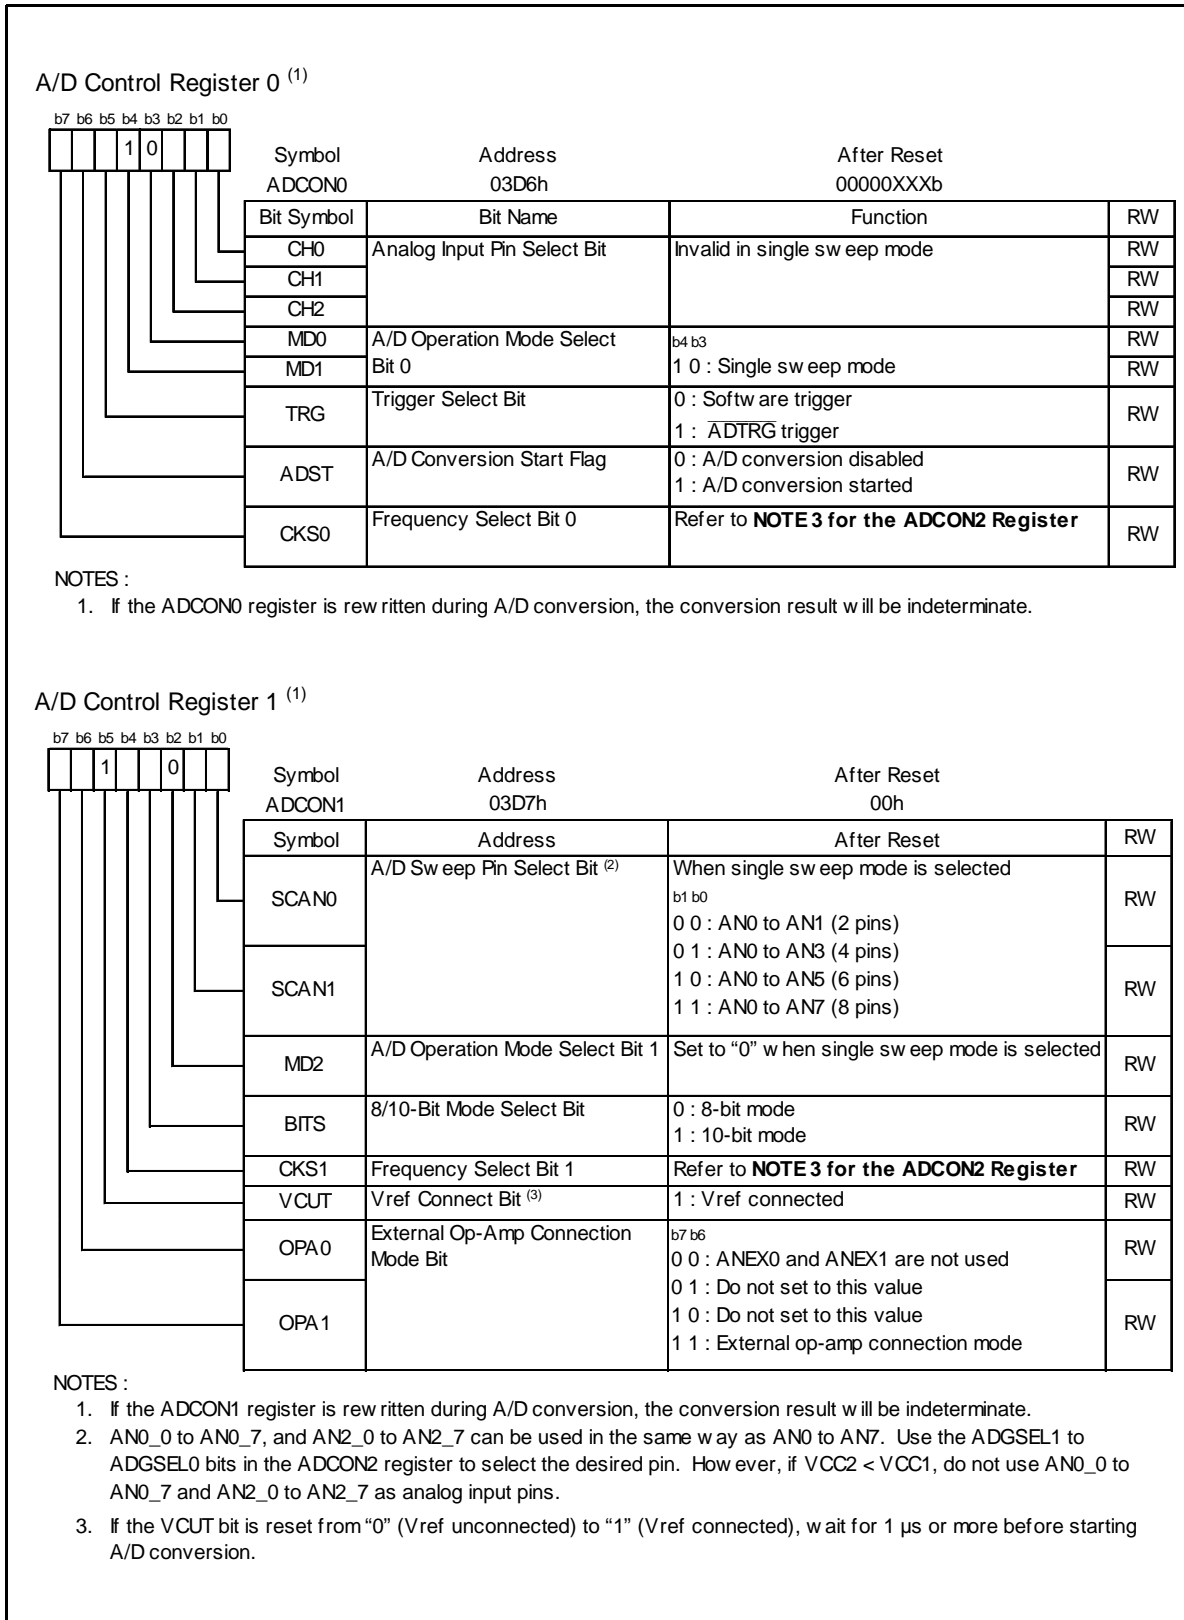 A/D Control Register 0 (1)
b7 b6 b5 b4 b3 b2 b1 b0
1 0
Symbol Address After Reset
ADCON0 03D6h 00000XXXb
Bit Symbol Bit Name Function RW
CH0 Analog Input Pin Select Bit Invalid in single sweep mode RW
CH1 RW
CH2 RW
MD0 A/D Operation Mode Select b4 b3 RW
MD1 Bit 0 1 0 : Single sweep mode RW
TRG Trigger Select Bit 0 : Software trigger RW
1 : ADTRG trigger
ADST A/D Conversion Start Flag 0 : A/D conversion disabled RW
1 : A/D conversion started
CKS0 Frequency Select Bit 0 Refer to NOTE 3 for the ADCON2 Register RW
NOTES :
1. If the ADCON0 register is rewritten during A/D conversion, the conversion result will be indeterminate.
A/D Control Register 1 (1)
b7 b6 b5 b4 b3 b2 b1 b0
1 0
Symbol Address After Reset
ADCON1 03D7h 00h
Symbol Address After Reset RW
A/D Sweep Pin Select Bit (2) When single sweep mode is selected
SCAN0 b1 b0 RW
0 0 : AN0 to AN1 (2 pins)
0 1 : AN0 to AN3 (4 pins)
SCAN1 1 0 : AN0 to AN5 (6 pins) RW
1 1 : AN0 to AN7 (8 pins)
MD2 A/D Operation Mode Select Bit 1 Set to “0” when single sweep mode is selected RW
BITS 8/10-Bit Mode Select Bit 0 : 8-bit mode RW
1 : 10-bit mode
CKS1 Frequency Select Bit 1 Refer to NOTE 3 for the ADCON2 Register RW
VCUT Vref Connect Bit (3) 1 : Vref connected RW
OPA0 External Op-Amp Connection b7 b6 RW
Mode Bit 0 0 : ANEX0 and ANEX1 are not used
0 1 : Do not set to this value
OPA1 1 0 : Do not set to this value RW
1 1 : External op-amp connection mode
NOTES :
1. If the ADCON1 register is rewritten during A/D conversion, the conversion result will be indeterminate.
2. AN0_0 to AN0_7, and AN2_0 to AN2_7 can be used in the same way as AN0 to AN7. Use the ADGSEL1 to
ADGSEL0 bits in the ADCON2 register to select the desired pin. However, if VCC2 < VCC1, do not use AN0_0 to
AN0_7 and AN2_0 to AN2_7 as analog input pins.
3. If the VCUT bit is reset from “0” (Vref unconnected) to “1” (Vref connected), wait for 1 µs or more before starting
A/D conversion.